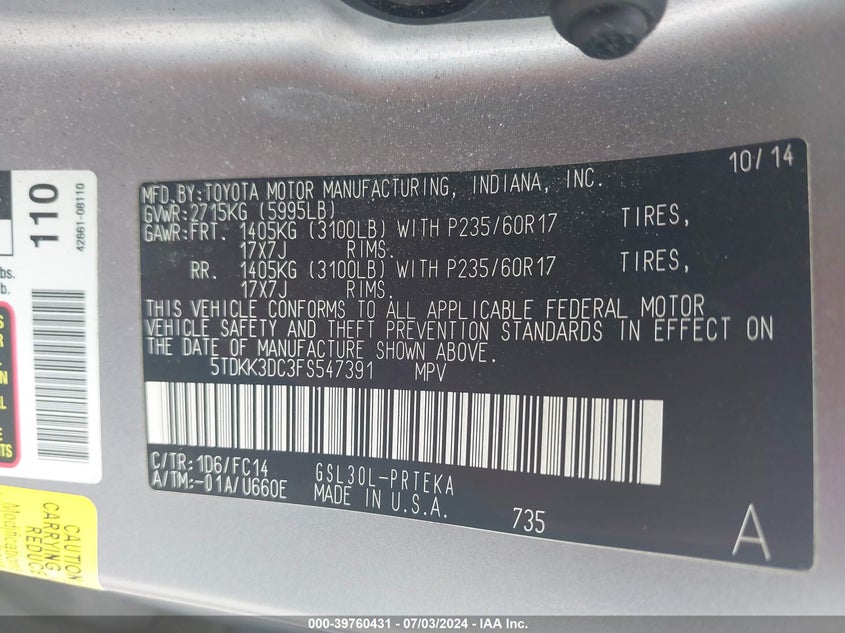 10/14
MFD.BY:TOYOTA MOTOR MANUFACTURING, INDIANA, INC.
GVWR:2715KG (5995LB)
GAWR:FRT. 1405KG (3100LB) WITH P235/60R17 TIRES,
17X7J RIMS.
RR. 1405KG (3100LB) WITH P235/60R17 TIRES,
17X7J RIMS.
THIS VEHICLE CONFORMS TO ALL APPLICABLE FEDERAL MOTOR
VEHICLE SAFETY AND THEFT PREVENTION STANDARDS IN EFFECT ON
THE DATE OF MANUFACTURE SHOWN ABOVE.
5TDKK3DC3FS547391 MPV
C/TR:1D6/FC14 GSL30L-PRTEKA
A/TM:-01A/U660E MADE IN U.S.A.
735
A
110
42661-08110
CAUTION
CARRYING
REDUCE
Modification
000-39760431 - 07/03/2024 - IAA Inc.